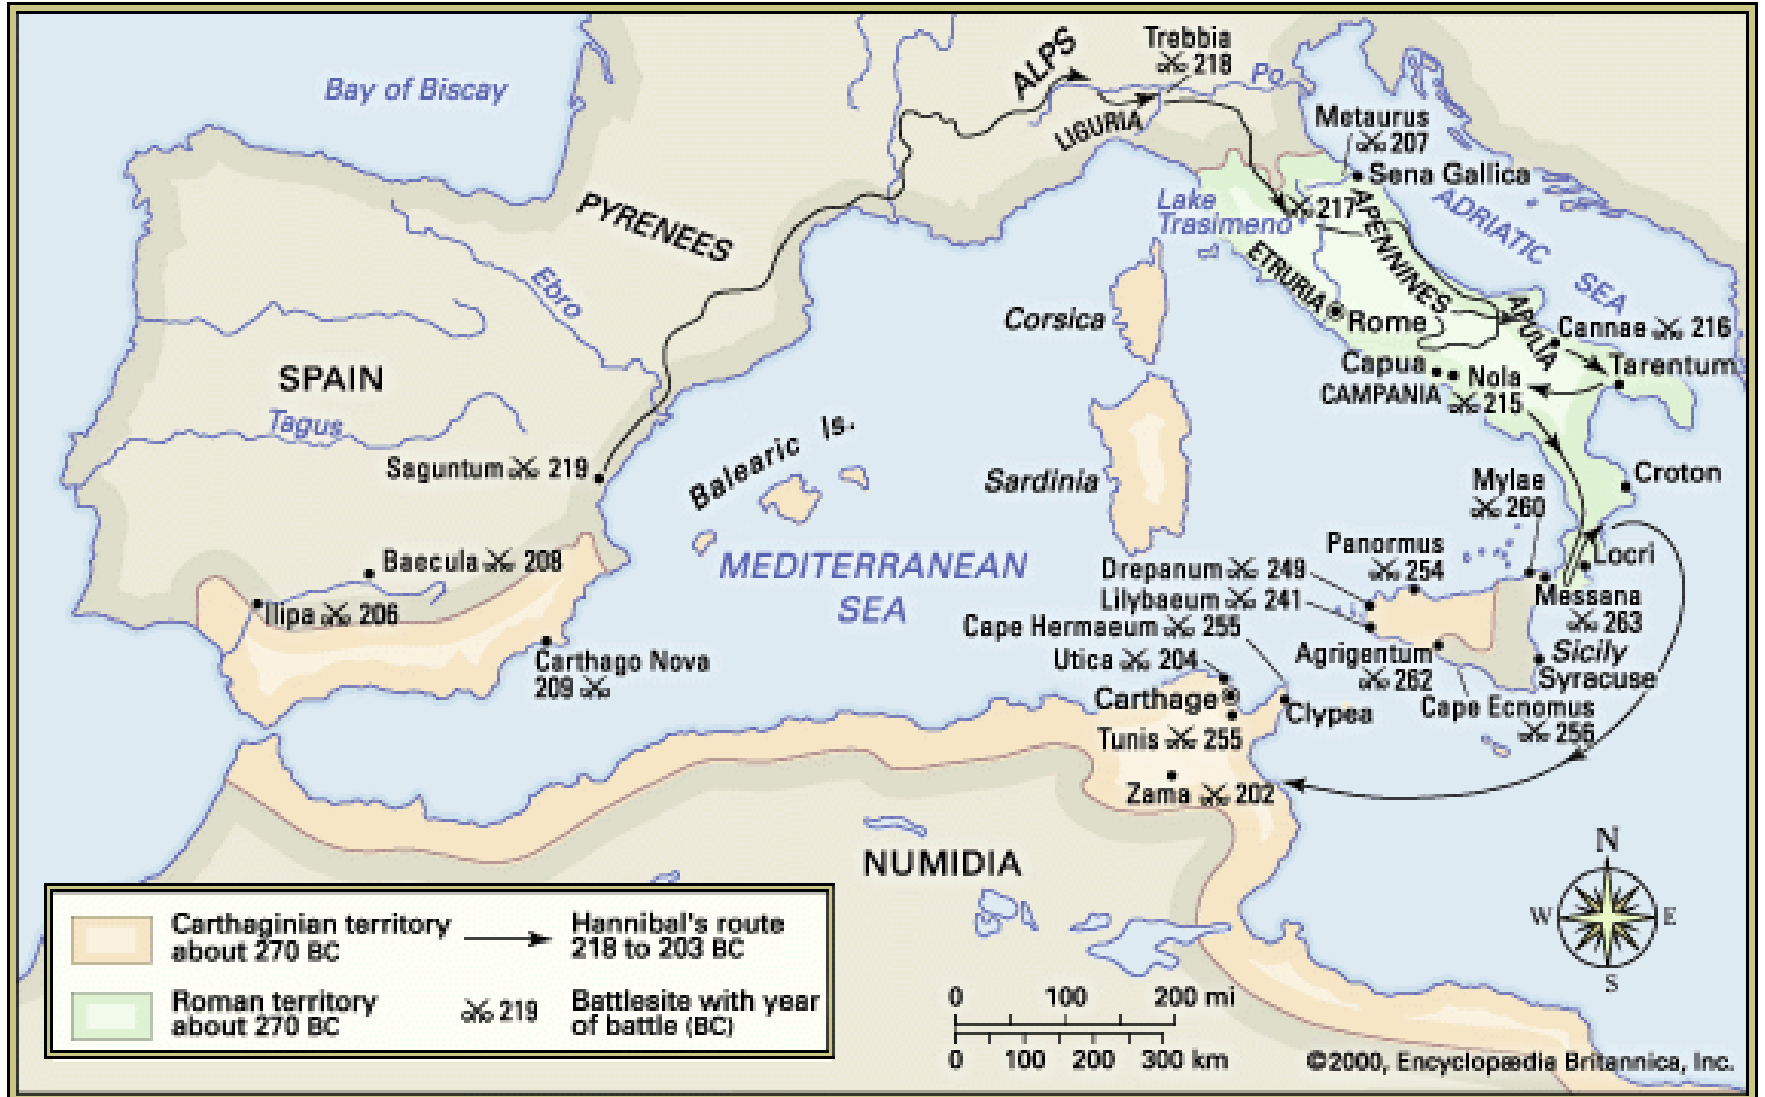 Bay of Biscay
ALPS
Trebbia
218
Po
LIGURIA
Metaurus
207
Sena Gallica
PYRENEES
Lake
Trasimeno
217
APENNINES
ADRIATIC
SEA
Ebro
ETRURIA
Rome
APULIA
Cannae 216
Corsica
SPAIN
Capua
Nola
Tarentum
CAMPANIA
215
Tagus
Saguntum 219
Balearic Is.
Sardinia
Mylae
260
Croton
Baecula 208
MEDITERRANEAN
SEA
Panormus
254
Locri
Drepanum 249
Lilybaeum 241
Messana
263
Ilipa 206
Cape Hermaeum 255
Utica 204
Agrigentum
262
Sicily
Syracuse
Carthago Nova
209
Carthage
Clypea
Cape Ecnomus
256
Tunis 255
Zama 202
NUMIDIA
N
W E
S
Carthaginian territory
about 270 BC
Hannibal's route
218 to 203 BC
Roman territory
about 270 BC
219
Battlesite with year
of battle (BC)
0 100 200 mi
0 100 200 300 km
©2000, Encyclopædia Britannica, Inc.